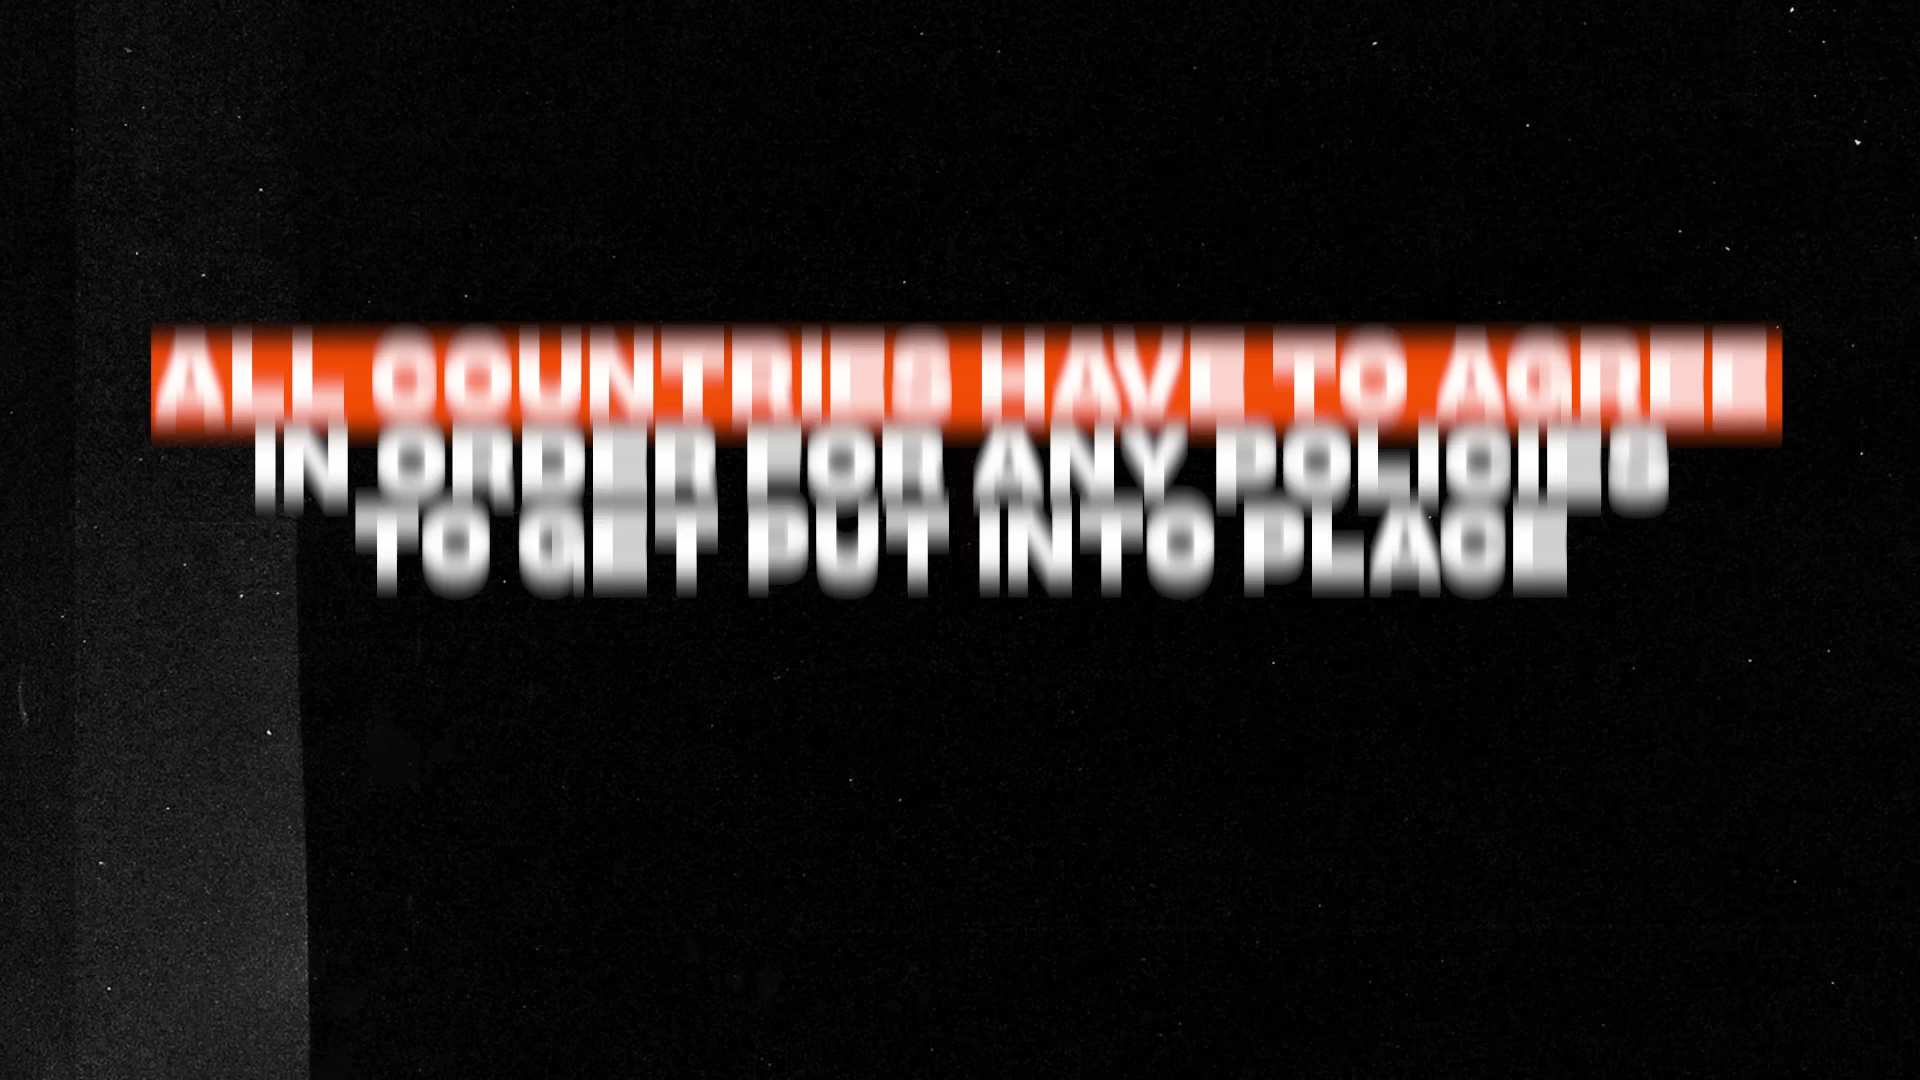 ALL COUNTRIES HAVE TO AGREE
IN ORDER FOR ANY POLICIES
TO GET PUT INTO PLACE